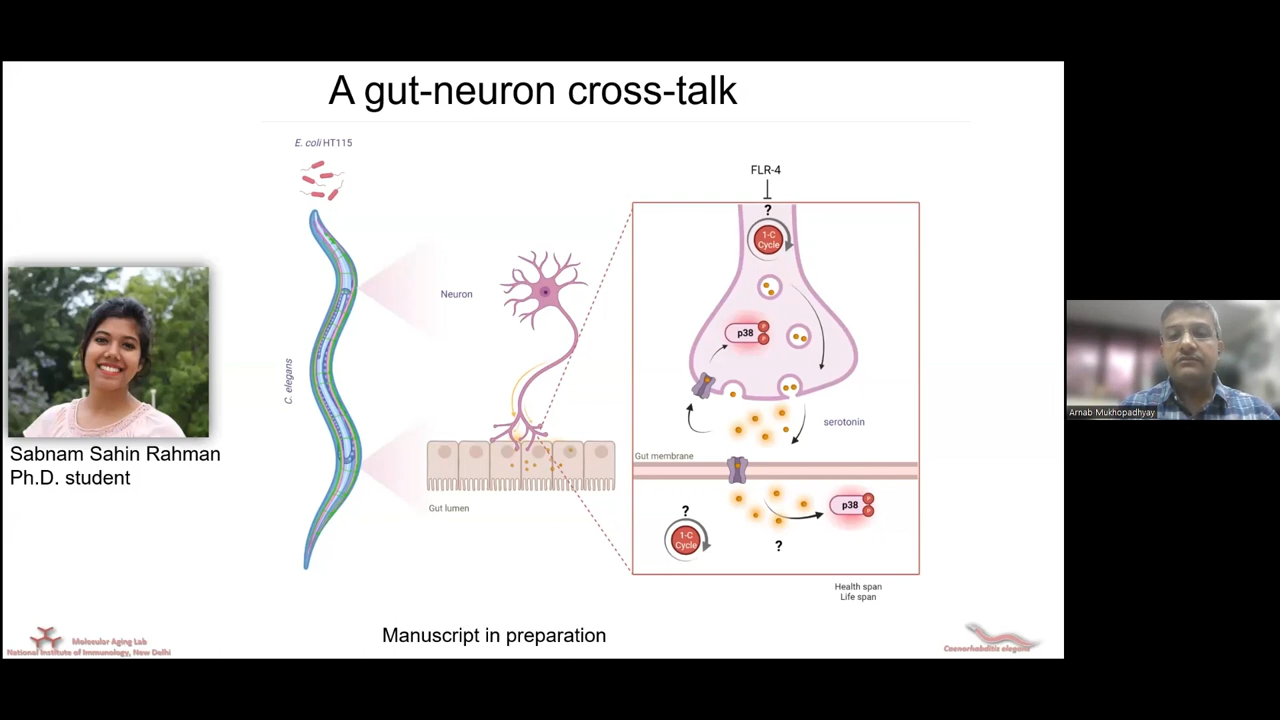 A gut-neuron cross-talk
E. coli HT115
FLR-4
?
1-C
Cycle
Neuron
p38
P
P
C. elegans
serotonin
Gut membrane
Arnab Mukhopadhyay
Sabnam Sahin Rahman
Ph.D. student
Gut lumen
?
1-C
Cycle
p38
P
P
?
Health span
Life span
Manuscript in preparation
Molecular Aging Lab
National Institute of Immunology, New Delhi
Caenorhabditis elegans